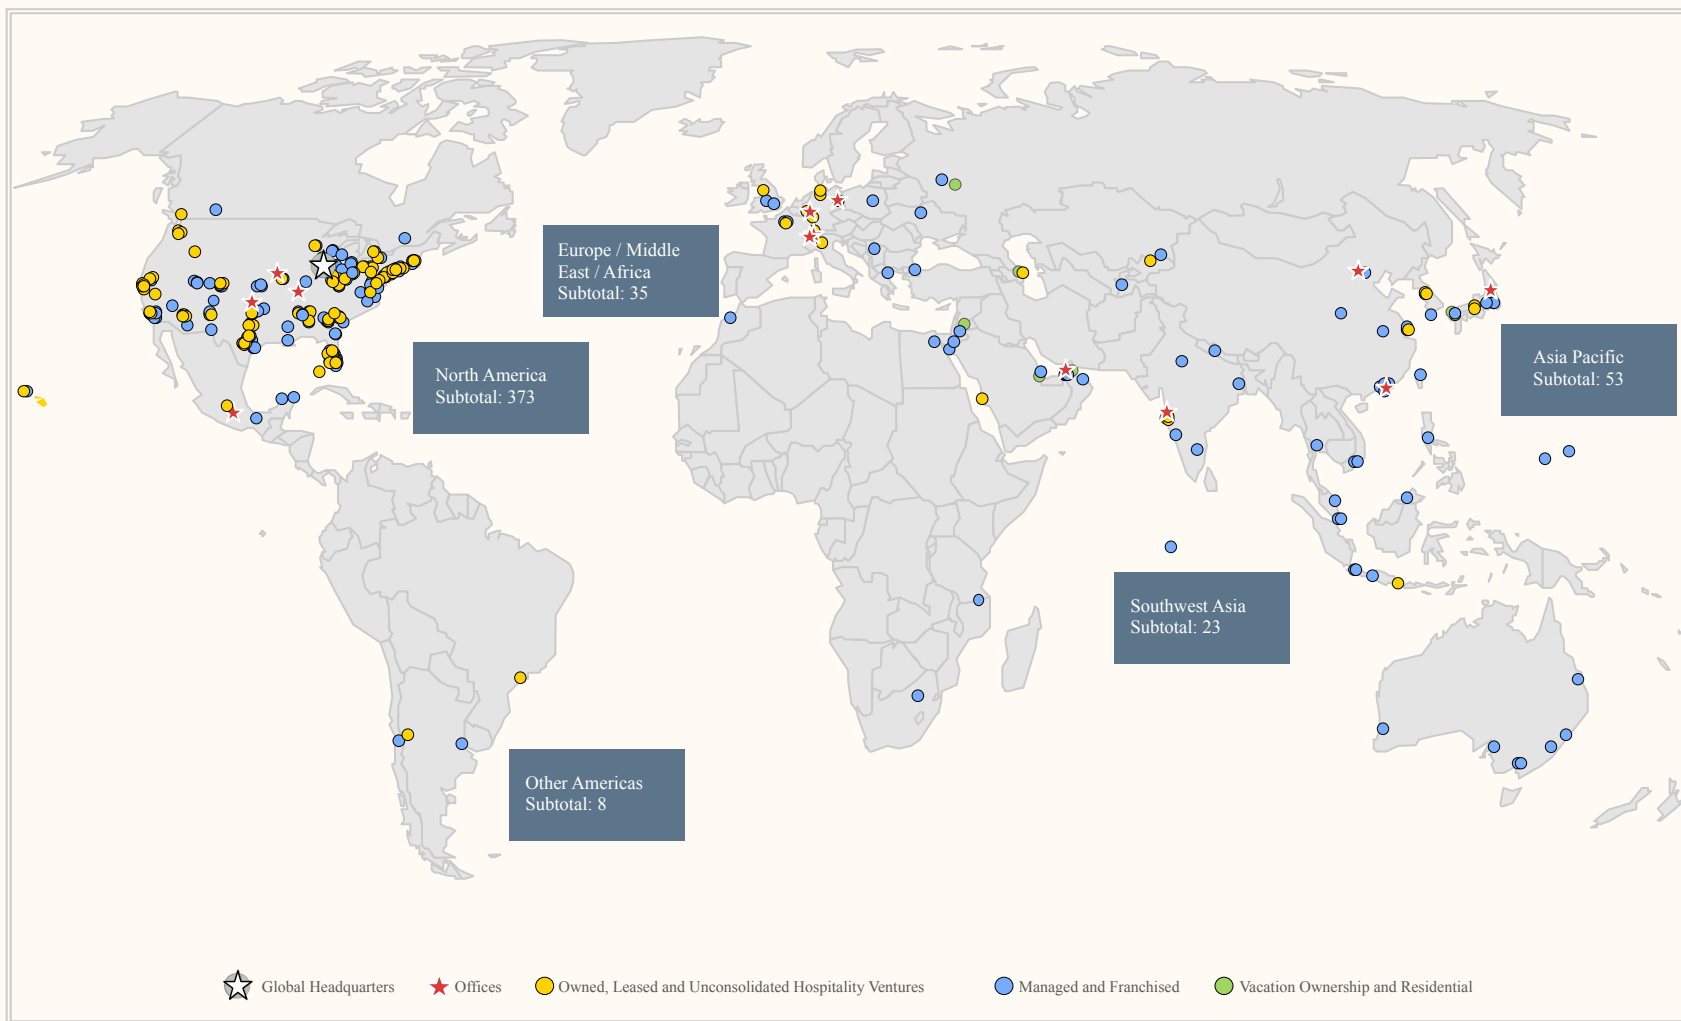 Europe / Middle
East / Africa
Subtotal: 35
North America
Subtotal: 373
Asia Pacific
Subtotal: 53
Southwest Asia
Subtotal: 23
Other Americas
Subtotal: 8
Global Headquarters
Offices
Owned, Leased and Unconsolidated Hospitality Ventures
Managed and Franchised
Vacation Ownership and Residential